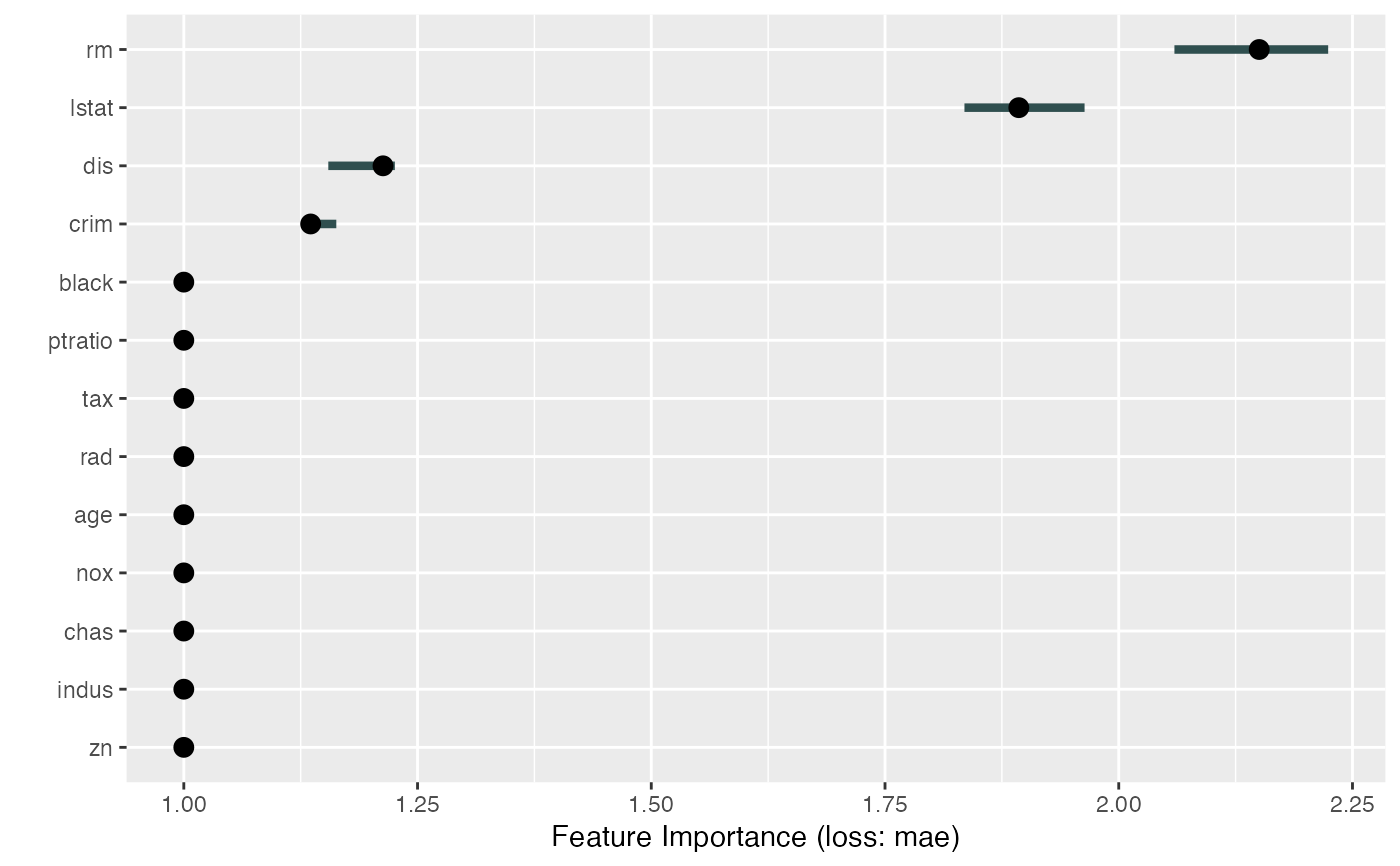 rm
lstat
dis
crim
black
ptratio
tax
rad
age
nox
chas
indus
zn
1.00 1.25 1.50 1.75 2.00 2.25
Feature Importance (loss: mae)